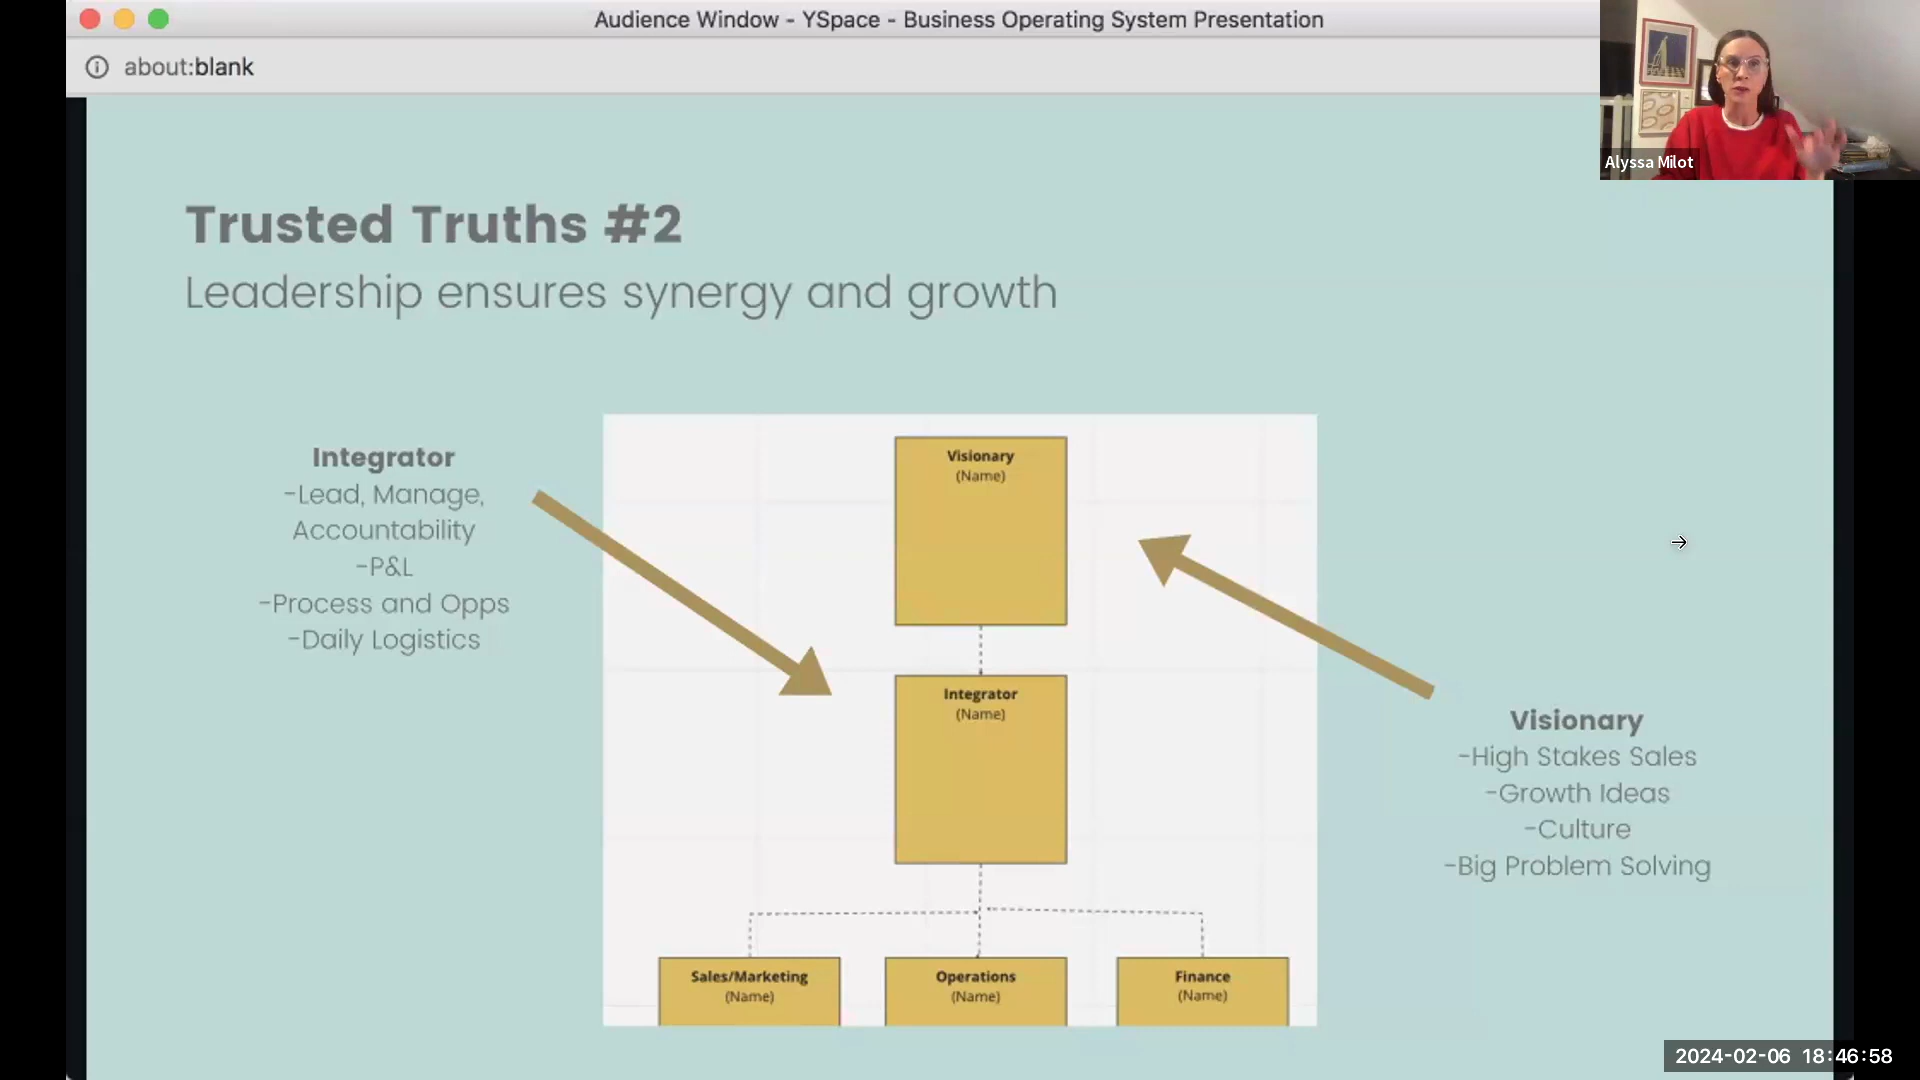 Audience Window - YSpace - Business Operating System Presentation
about:blank
Alyssa Milot
Trusted Truths #2
Leadership ensures synergy and growth
Integrator
-Lead, Manage,
Accountability
-P&L
-Process and Opps
-Daily Logistics
Visionary
(Name)
Integrator
(Name)
Sales/Marketing
(Name)
Operations
(Name)
Finance
(Name)
Visionary
-High Stakes Sales
-Growth Ideas
-Culture
-Big Problem Solving
2024-02-06 18:46:58